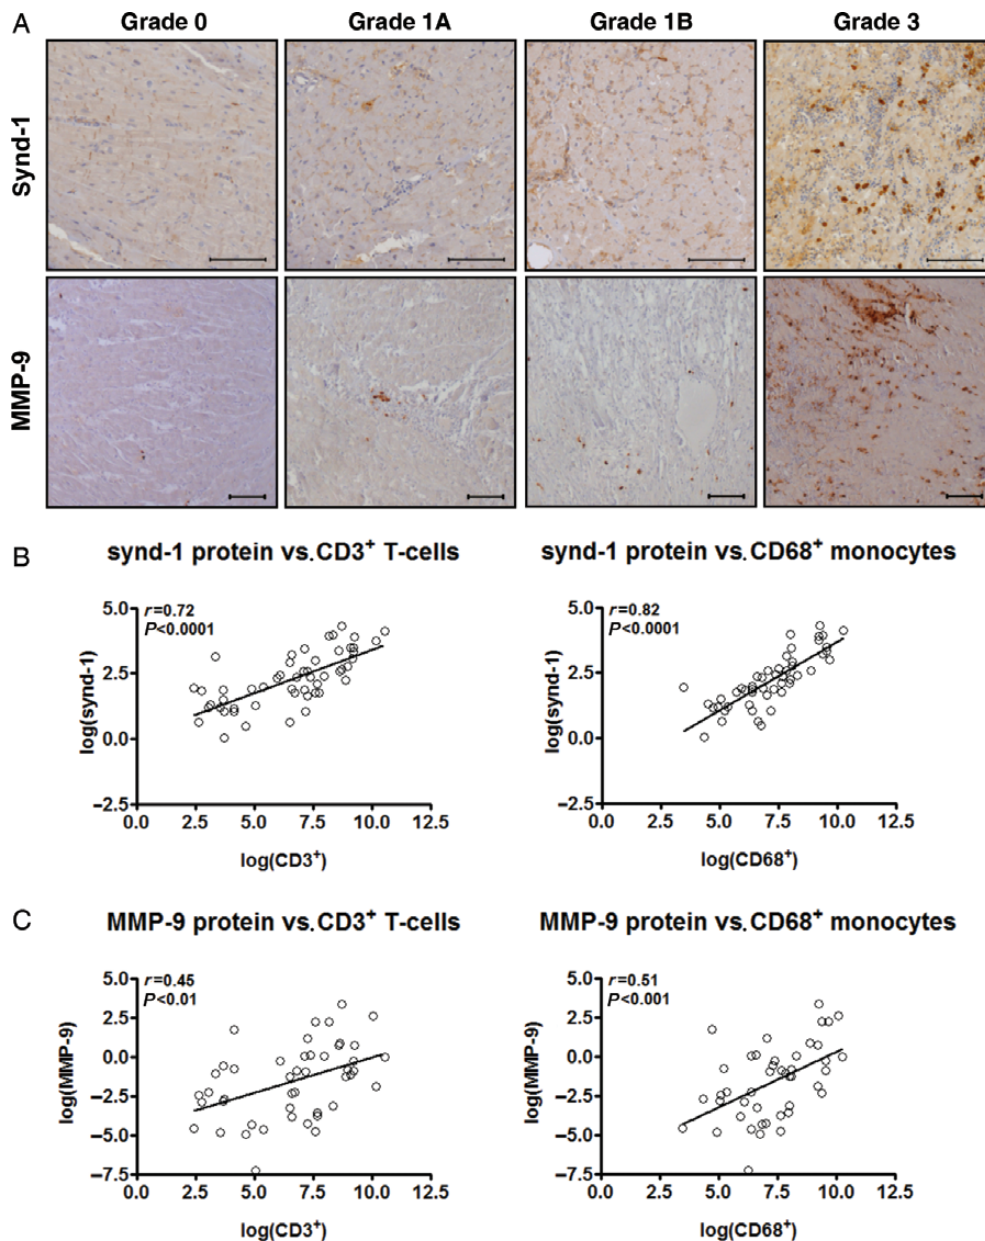 A
Grade 0 Grade 1A Grade 1B Grade 3
Synd-1
MMP-9
B
synd-1 protein vs. CD3⁺ T-cells
r=0.72
P<0.0001
5.0
2.5
0.0
−2.5
log(synd-1)
0.0 2.5 5.0 7.5 10.0 12.5
log(CD3⁺)
synd-1 protein vs. CD68⁺ monocytes
r=0.82
P<0.0001
5.0
2.5
0.0
−2.5
log(synd-1)
0.0 2.5 5.0 7.5 10.0 12.5
log(CD68⁺)
C
MMP-9 protein vs. CD3⁺ T-cells
r=0.45
P<0.01
5.0
2.5
0.0
−2.5
−5.0
−7.5
log(MMP-9)
0.0 2.5 5.0 7.5 10.0 12.5
log(CD3⁺)
MMP-9 protein vs. CD68⁺ monocytes
r=0.51
P<0.001
5.0
2.5
0.0
−2.5
−5.0
−7.5
log(MMP-9)
0.0 2.5 5.0 7.5 10.0 12.5
log(CD68⁺)